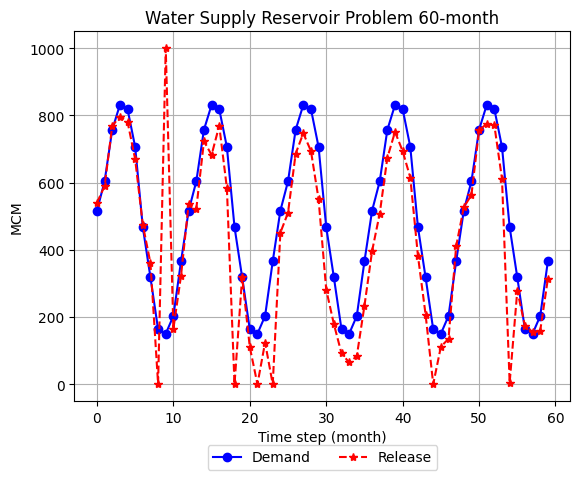 Water Supply Reservoir Problem 60-month
MCM
1000
800
600
400
200
0
0 10 20 30 40 50 60
Time step (month)
Demand Release